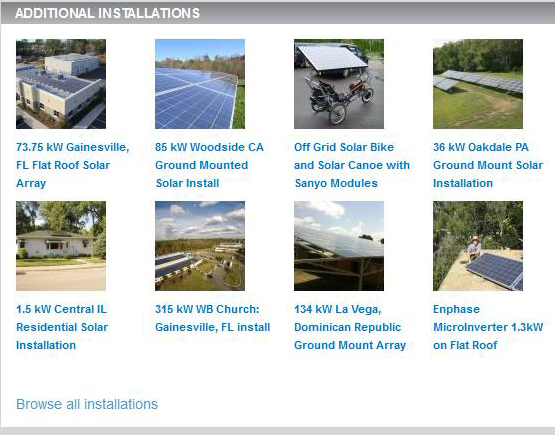 ADDITIONAL INSTALLATIONS
73.75 kW Gainesville,
FL Flat Roof Solar
Array
85 kW Woodside CA
Ground Mounted
Solar Install
Off Grid Solar Bike
and Solar Canoe with
Sanyo Modules
36 kW Oakdale PA
Ground Mount Solar
Installation
1.5 kW Central IL
Residential Solar
Installation
315 kW WB Church:
Gainesville, FL install
134 kW La Vega,
Dominican Republic
Ground Mount Array
Enphase
MicroInverter 1.3kW
on Flat Roof
Browse all installations